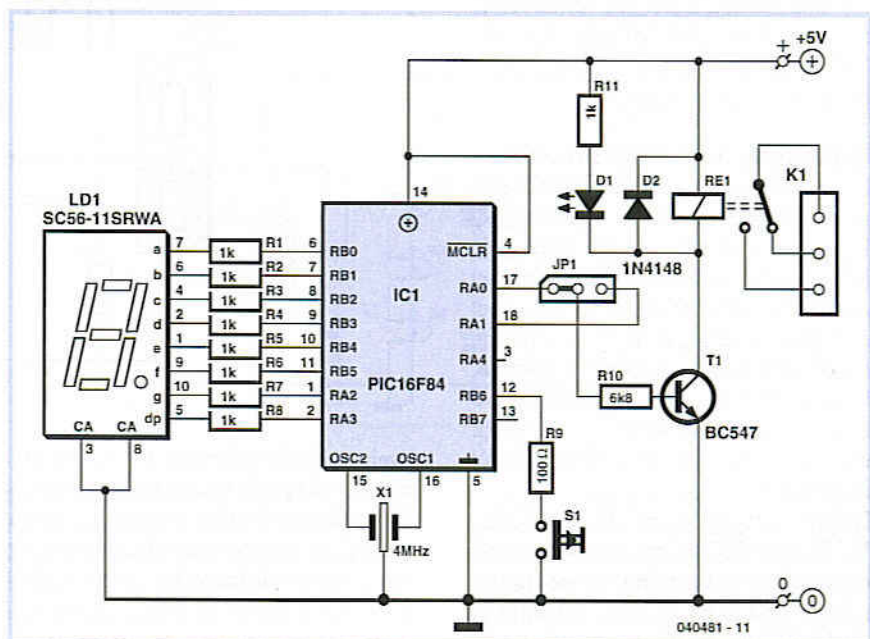 + +5V
R11
1k
LD1
SC56-11SRWA
14
D1 D2 RE1 K1
a 7 1k R1 6 RB0
MCLR 4
1N4148
b 6 1k R2 7 RB1
17 JP1
c 4 1k R3 8 RB2
IC1
RA0
d 2 1k R4 9 RB3
RA1 18
e 1 1k R5 10 RB4
RA4 3
T1
f 9 1k R6 11 RB5
PIC16F84
RB6 12
R10
6k8
g 10 1k R7 1 RA2
RB7 13
BC547
dp 5 1k R8 2 RA3
R9
100Ω
CA CA
3 8
OSC2 OSC1
15 16 5
X1
4MHz
S1
0 0
040481 - 11